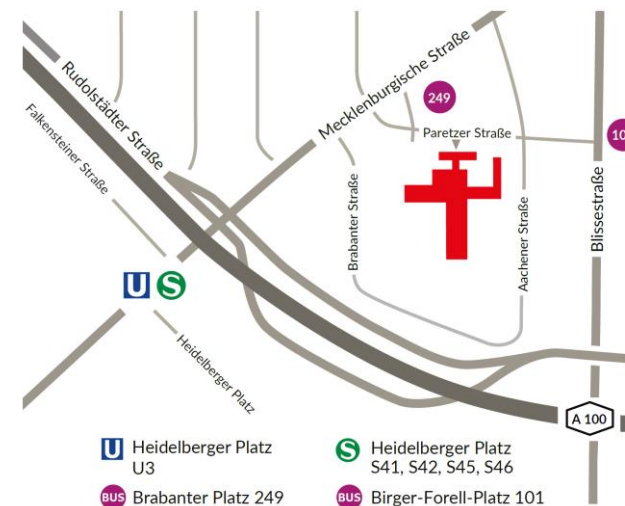 Rudolstädter Straße
Falkensteiner Straße
Mecklenburgische Straße
249
Paretzer Straße
10
Brabanter Straße
Aachener Straße
Blissestraße
U S
Heidelberger Platz
A 100
U Heidelberger Platz
U3
S Heidelberger Platz
S41, S42, S45, S46
BUS Brabanter Platz 249
BUS Birger-Forell-Platz 101